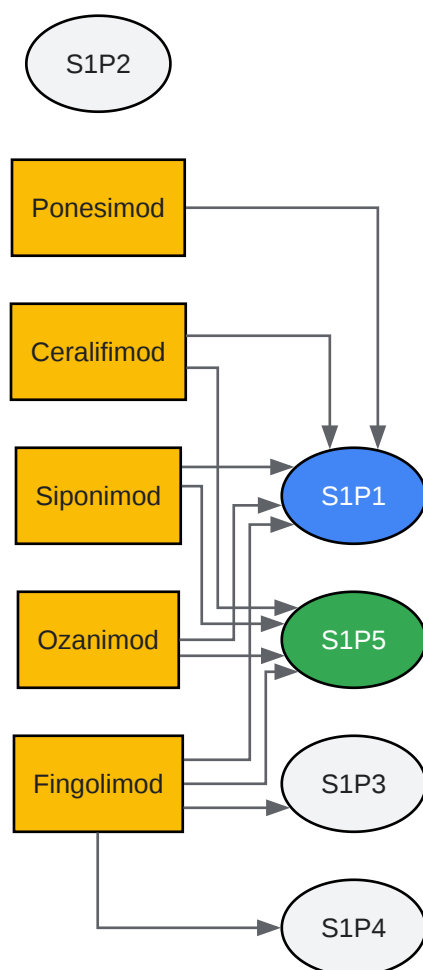 S1P2
Ponesimod
Ceralifimod
Siponimod
S1P1
Ozanimod
S1P5
Fingolimod
S1P3
S1P4